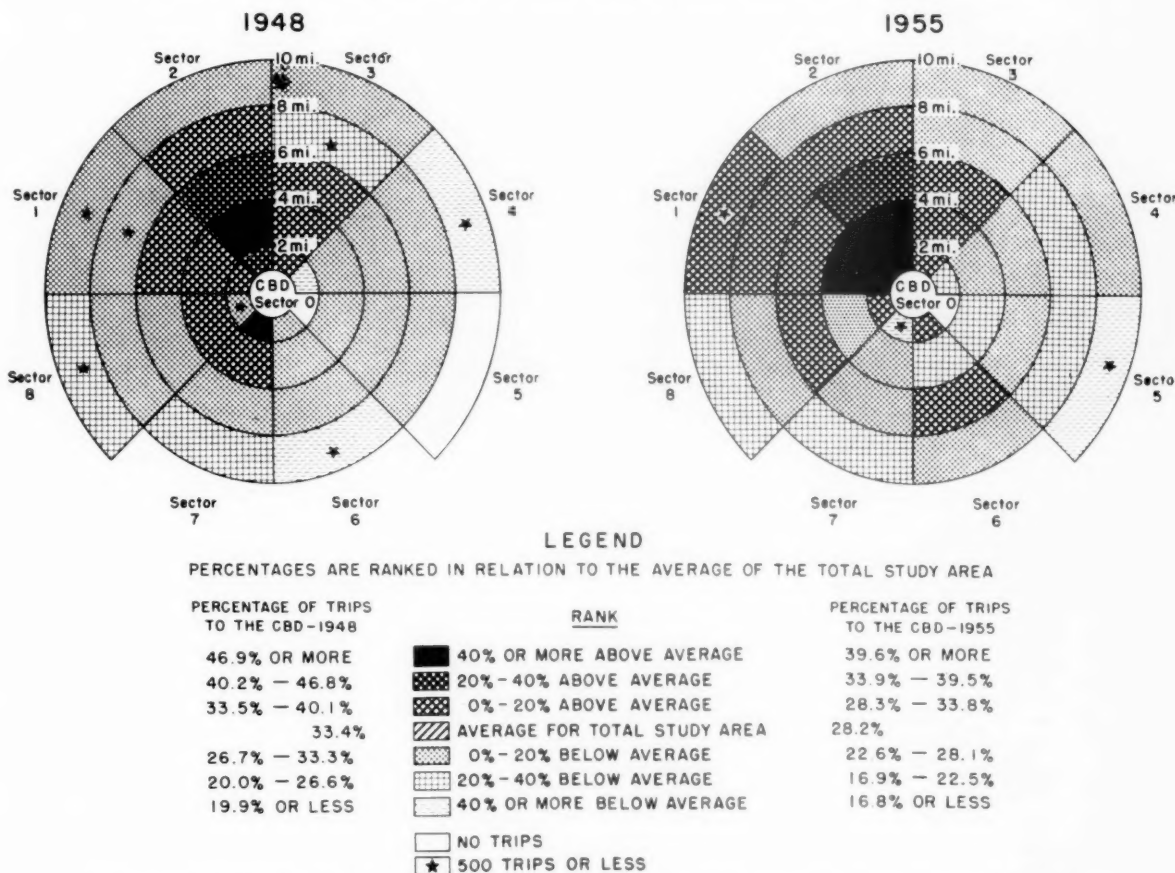 1948
Sector
2
10 mi.
Sector
3
8 mi.
6 mi.
4 mi.
2 mi.
Sector
1
Sector
4
CBD
Sector 0
Sector
8
Sector
5
Sector
7
Sector
6
1955
Sector
2
10 mi.
Sector
3
8 mi.
6 mi.
4 mi.
2 mi.
Sector
1
Sector
4
CBD
Sector 0
Sector
8
Sector
5
Sector
7
Sector
6
LEGEND
PERCENTAGES ARE RANKED IN RELATION TO THE AVERAGE OF THE TOTAL STUDY AREA
PERCENTAGE OF TRIPS
TO THE CBD-1948
RANK
PERCENTAGE OF TRIPS
TO THE CBD-1955
46.9% OR MORE 40% OR MORE ABOVE AVERAGE 39.6% OR MORE
40.2% – 46.8% 20% – 40% ABOVE AVERAGE 33.9% – 39.5%
33.5% – 40.1% 0% – 20% ABOVE AVERAGE 28.3% – 33.8%
33.4% AVERAGE FOR TOTAL STUDY AREA 28.2%
26.7% – 33.3% 0% – 20% BELOW AVERAGE 22.6% – 28.1%
20.0% – 26.6% 20% – 40% BELOW AVERAGE 16.9% – 22.5%
19.9% OR LESS 40% OR MORE BELOW AVERAGE 16.8% OR LESS
NO TRIPS
★ 500 TRIPS OR LESS